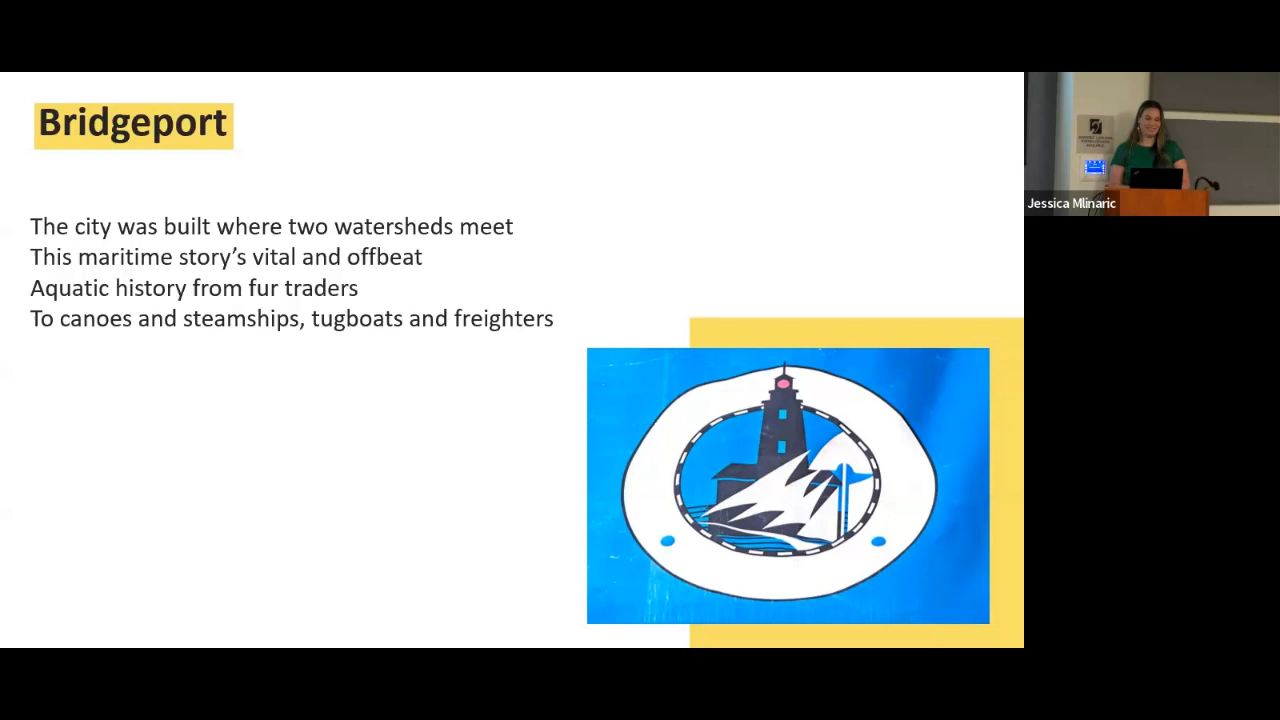 Bridgeport
The city was built where two watersheds meet
This maritime story’s vital and offbeat
Aquatic history from fur traders
To canoes and steamships, tugboats and freighters
Jessica Mlinaric